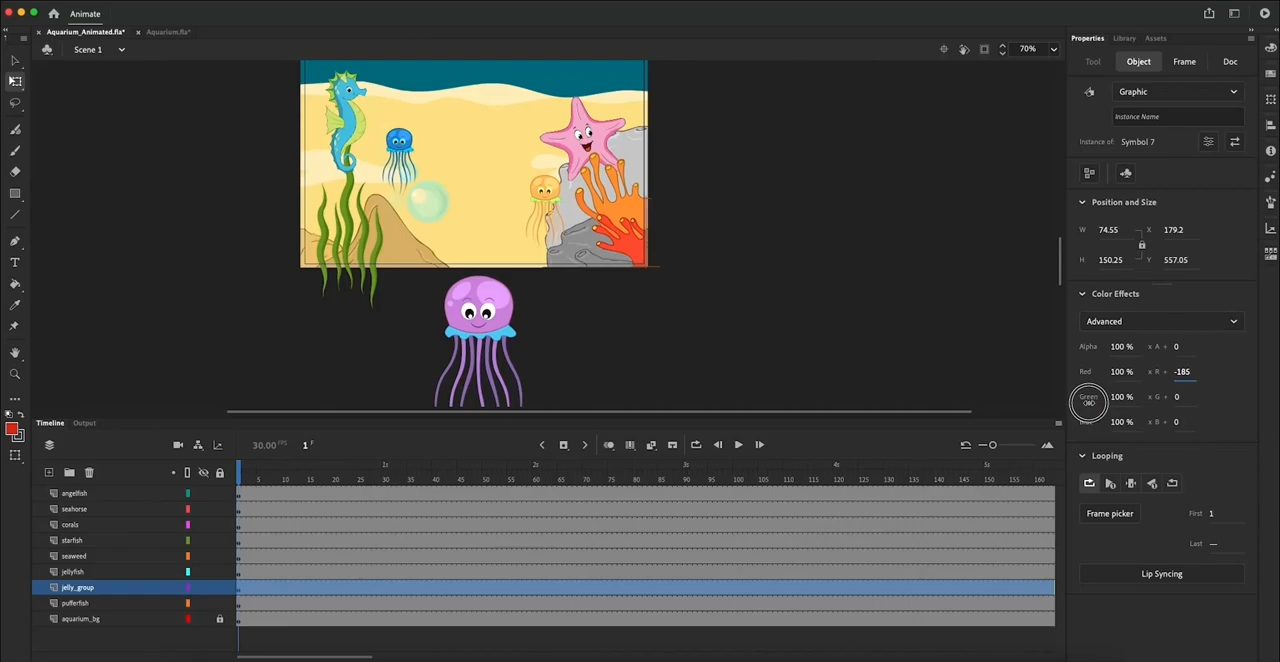 Animate
Aquarium_Animated.fla*
Aquarium.fla*
Scene 1
70%
Properties
Library
Assets
Tool
Object
Frame
Doc
Graphic
Instance Name
Instance of: Symbol 7
Position and Size
W 74.55 X 179.2
H 150.25 Y 557.05
Color Effects
Advanced
Alpha 100 % x A + 0
Red 100 % x R + -185
Green 100 % x G + 0
100 % x B + 0
Looping
Frame picker
First 1
Last —
Lip Syncing
Timeline
Output
30.00 FPS 1 F
1s 2s 3s 4s 5s
5 10 15 20 25 30 35 40 45 50 55 60 65 70 75 80 85 90 95 100 105 110 115 120 125 130 135 140 145 150 155 160
angelfish
seahorse
corals
starfish
seaweed
jellyfish
jelly_group
pufferfish
aquarium_bg